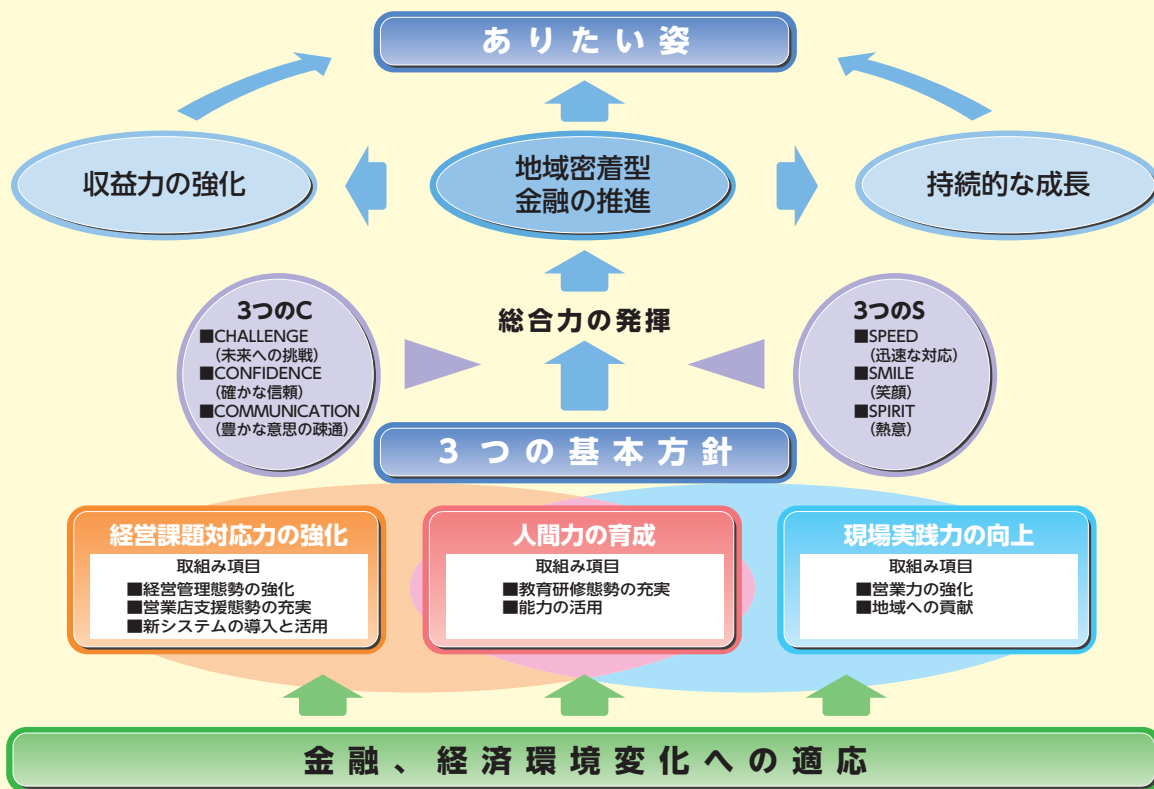 ありたい姿
収益力の強化
地域密着型
金融の推進
持続的な成長
3つのC
■CHALLENGE
(未来への挑戦)
■CONFIDENCE
(確かな信頼)
■COMMUNICATION
(豊かな意思の疎通)
総合力の発揮
3つのS
■SPEED
(迅速な対応)
■SMILE
(笑顔)
■SPIRIT
(熱意)
3つの基本方針
経営課題対応力の強化
取組み項目
■経営管理態勢の強化
■営業店支援態勢の充実
■新システムの導入と活用
人間力の育成
取組み項目
■教育研修態勢の充実
■能力の活用
現場実践力の向上
取組み項目
■営業力の強化
■地域への貢献
金融、経済環境変化への適応